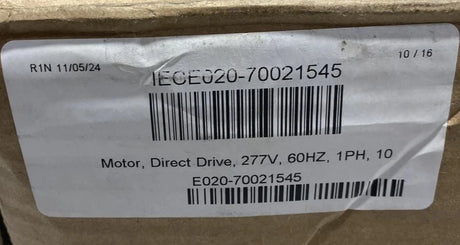 R1N 11/05/24
10 / 16
IECE020-70021545
Motor, Direct Drive, 277V, 60HZ, 1PH, 10
E020-70021545